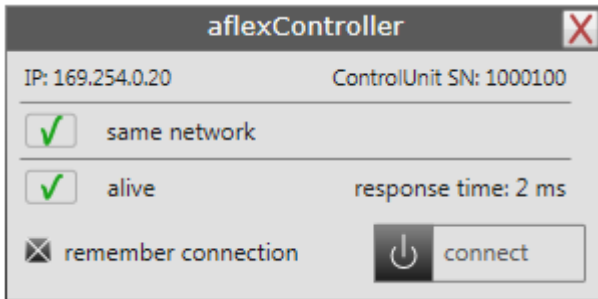 aflexController
IP: 169.254.0.20 ControlUnit SN: 1000100
same network
alive response time: 2 ms
remember connection connect